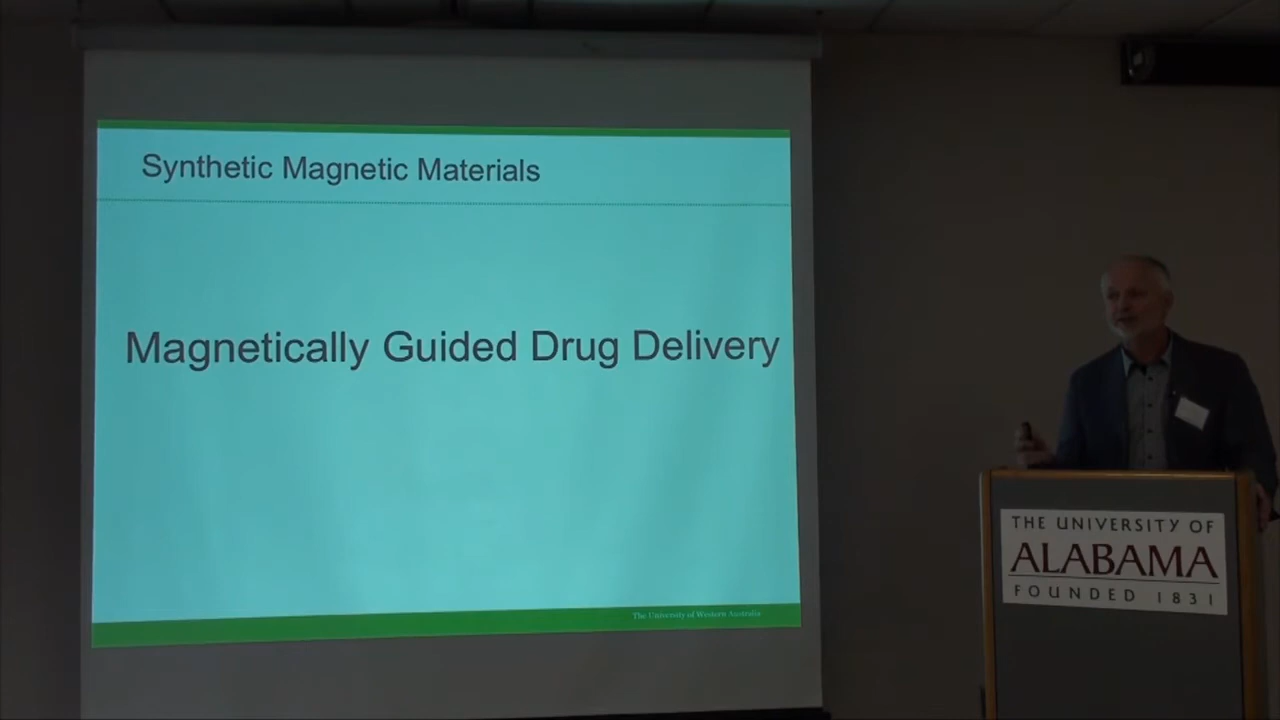 Synthetic Magnetic Materials
Magnetically Guided Drug Delivery
The University of Western Australia
THE UNIVERSITY OF
ALABAMA
FOUNDED 1831